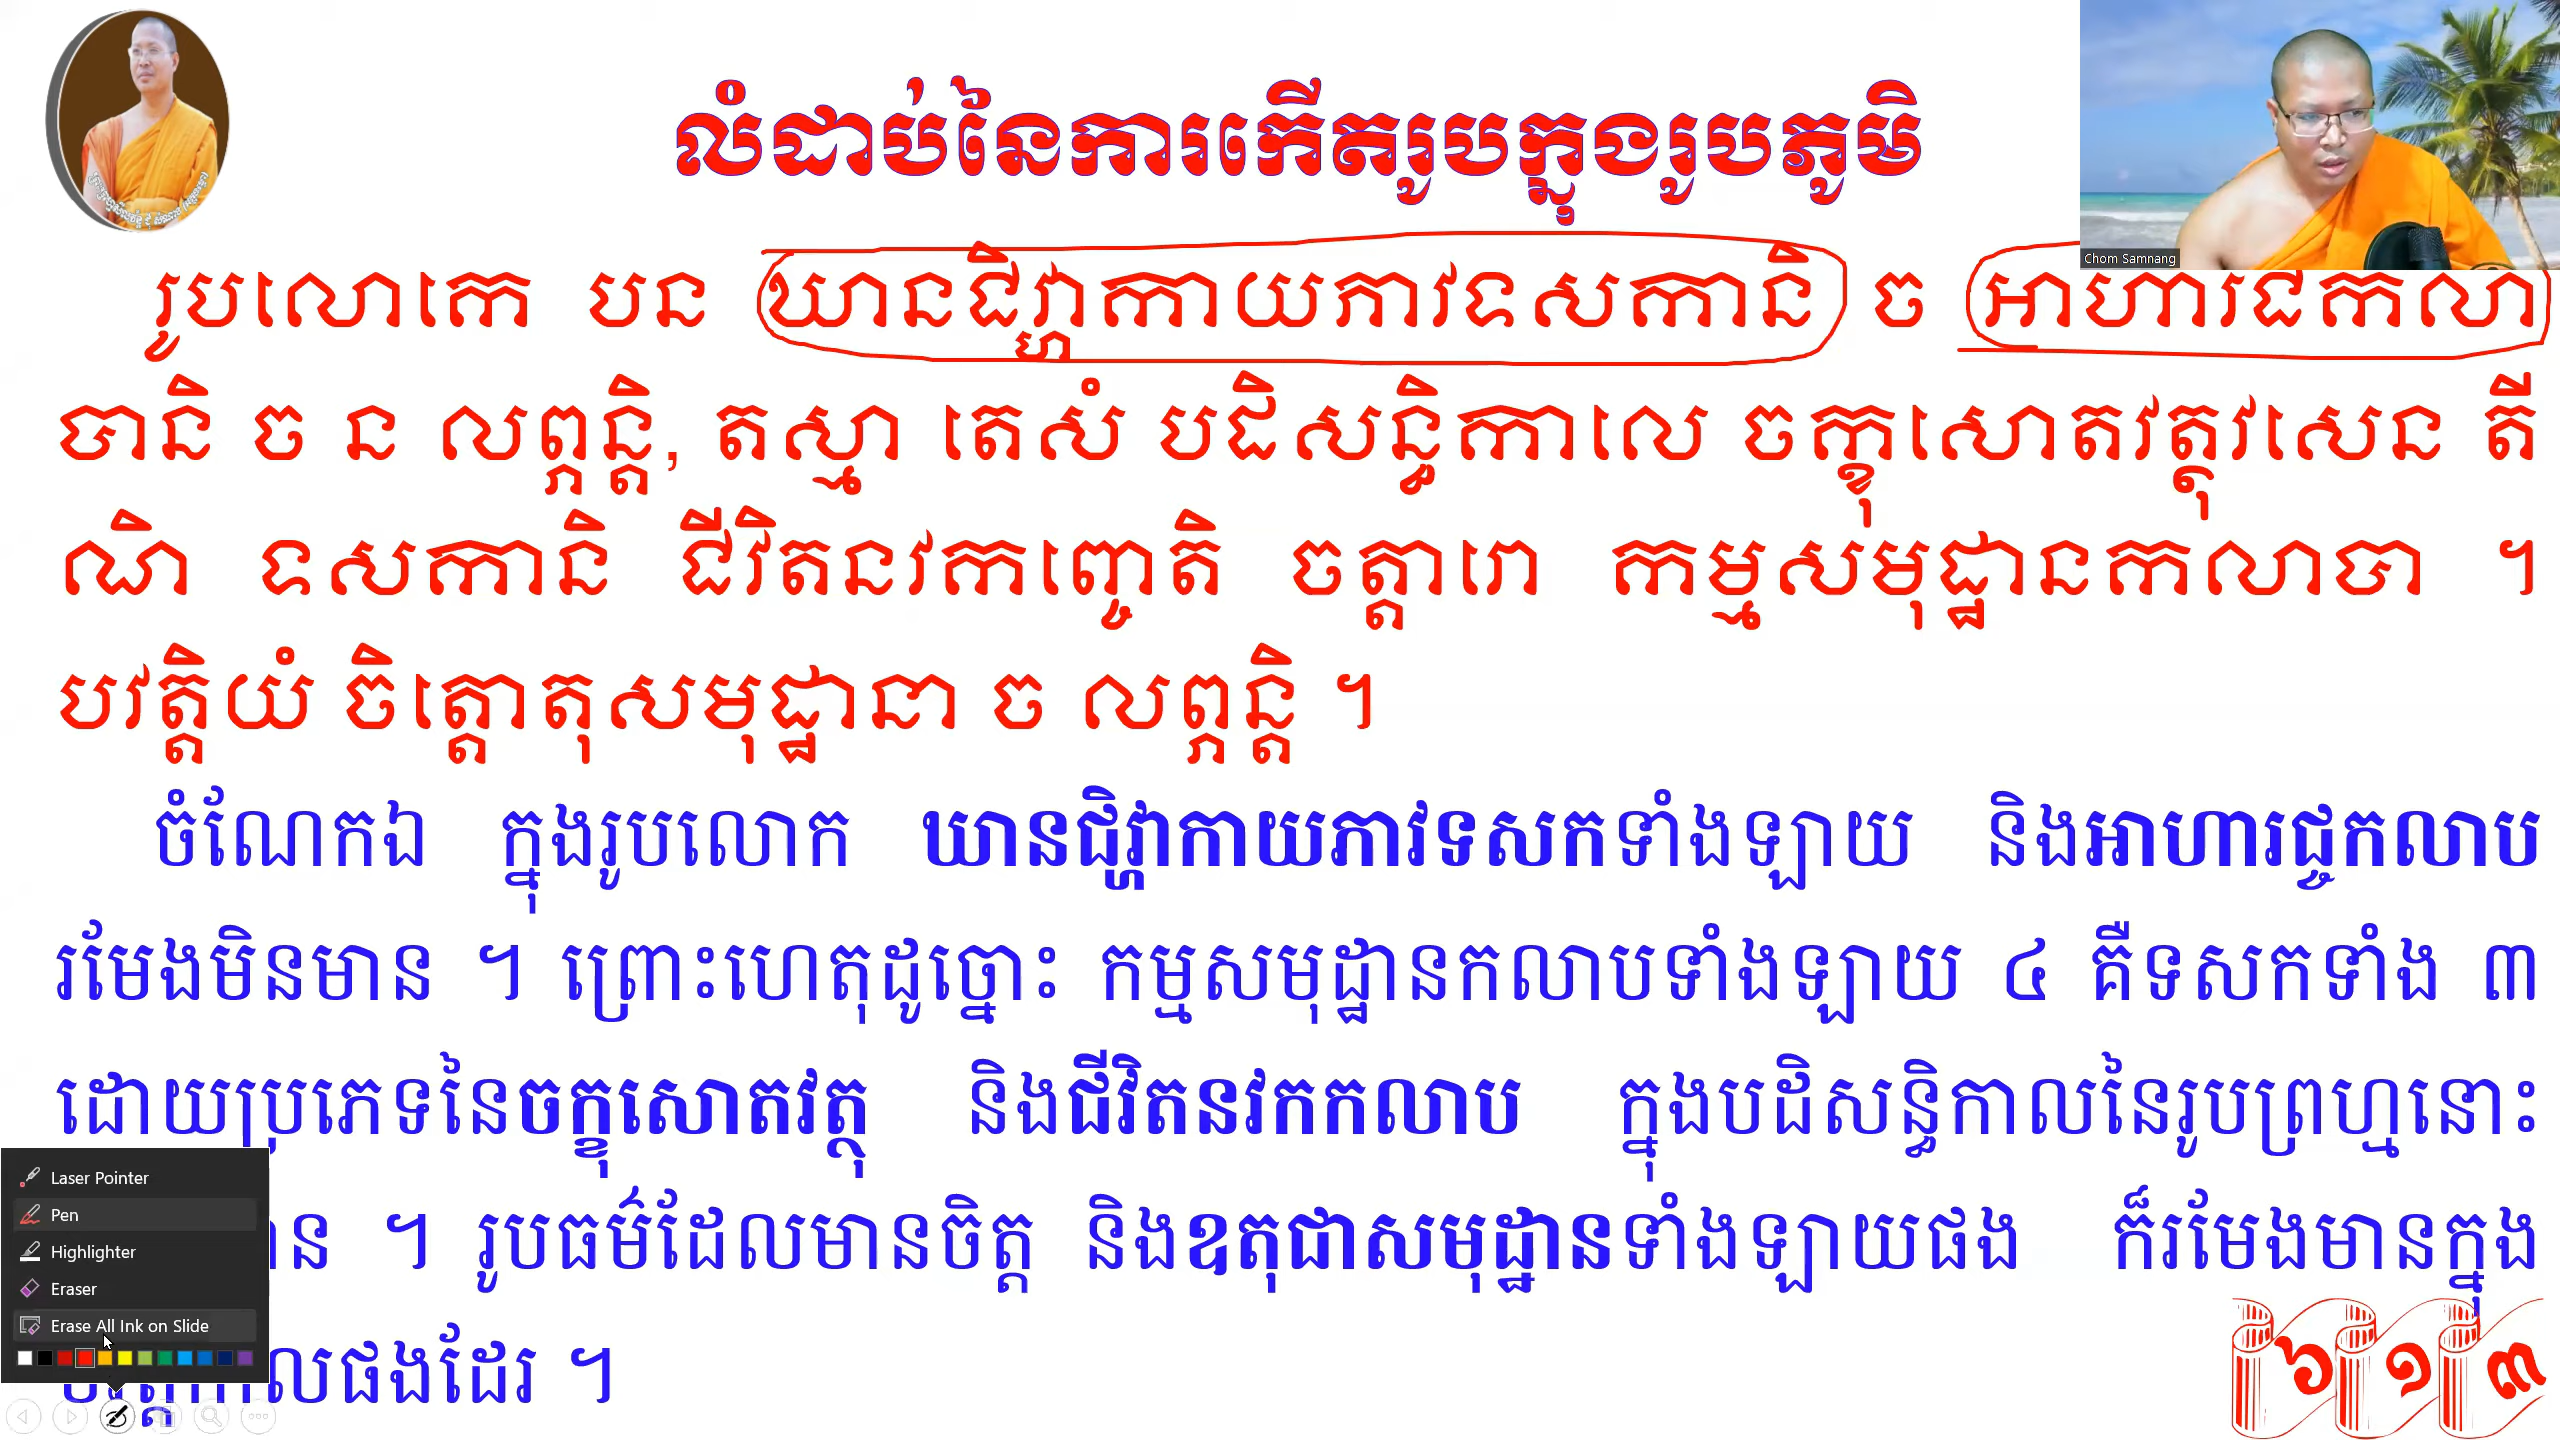 លំដាប់នៃការកើតរូបក្នុងរូបភូមិ
Chom Samnang
រូបលោកេ បន ឃានជិវ្ហាកាយភាវទសកានិ ច អាហារជកលា
បានិ ច ន លព្ភន្តិ, តស្មា តេសំ បដិសន្ធិកាលេ ចក្ខុសោតវត្ថុវសេន តី
ណិ ទសកានិ ជីវិតនវកញ្ចេតិ ចត្តារោ កម្មសមុដ្ឋានកលាបា ។
បវត្តិយំ ចិត្តោតុសមុដ្ឋានា ច លព្ភន្តិ ។
ចំណែកឯ ក្នុងរូបលោក ឃានជិវ្ហាកាយភាវទសកទាំងឡាយ និងអាហារជ្ចកលាប
រមែងមិនមាន ។ ព្រោះហេតុដូច្នោះ កម្មសមុដ្ឋានកលាបទាំងឡាយ ៤ គឺទសកទាំង ៣
ដោយប្រភេទនៃចក្ខុសោតវត្ថុ និងជីវិតនវកកលាប ក្នុងបដិសន្ធិកាលនៃរូបព្រហ្មនោះ
។ រូបធម៌ដែលមានចិត្ត និងឧតុជាសមុដ្ឋានទាំងឡាយផង ក៏រមែងមានក្នុង
ផងដែរ ។
Laser Pointer
Pen
Highlighter
Eraser
Erase All Ink on Slide
៦១៣